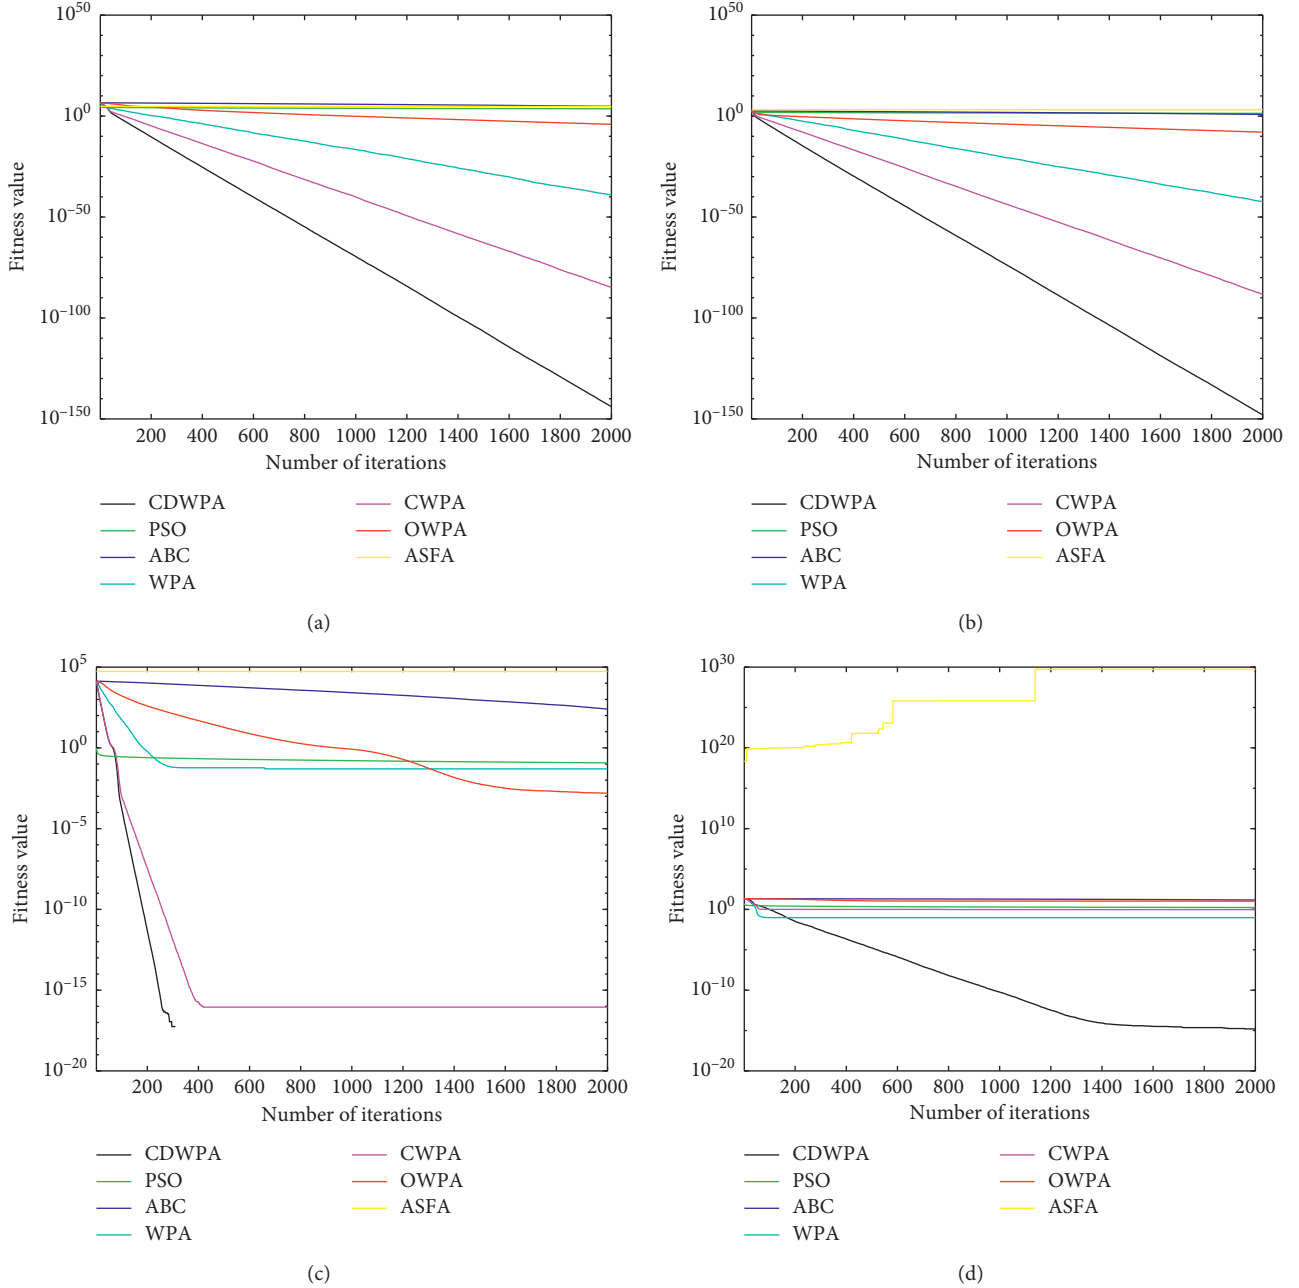 10^50
10^0
10^−50
10^−100
10^−150
Fitness value
200 400 600 800 1000 1200 1400 1600 1800 2000
Number of iterations
CDWPA
PSO
ABC
WPA
CWPA
OWPA
ASFA
(a)
10^50
10^0
10^−50
10^−100
10^−150
Fitness value
200 400 600 800 1000 1200 1400 1600 1800 2000
Number of iterations
CDWPA
PSO
ABC
WPA
CWPA
OWPA
ASFA
(b)
10^5
10^0
10^−5
10^−10
10^−15
10^−20
Fitness value
200 400 600 800 1000 1200 1400 1600 1800 2000
Number of iterations
CDWPA
PSO
ABC
WPA
CWPA
OWPA
ASFA
(c)
10^30
10^20
10^10
10^0
10^−10
10^−20
Fitness value
200 400 600 800 1000 1200 1400 1600 1800 2000
Number of iterations
CDWPA
PSO
ABC
WPA
CWPA
OWPA
ASFA
(d)